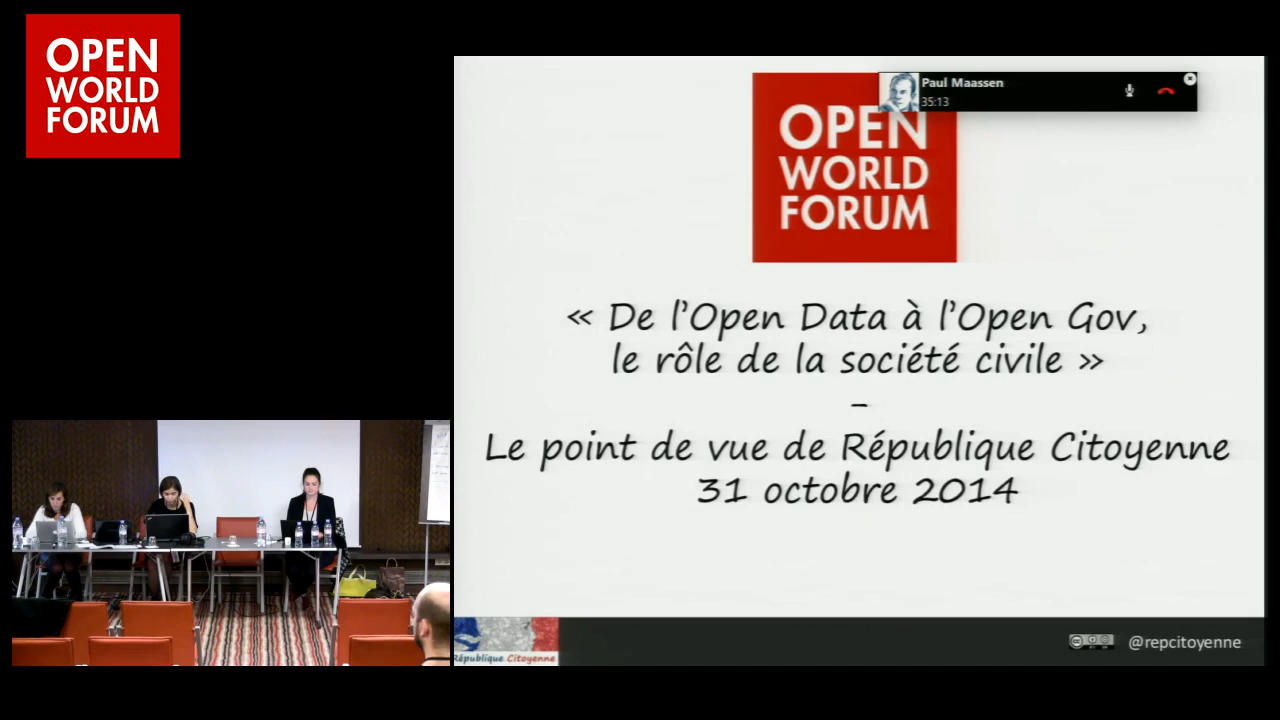 OPEN
WORLD
FORUM
Paul Maassen
35:13
OPEN
WORLD
FORUM
« De l'Open Data à l'Open Gov,
le rôle de la société civile »
-
Le point de vue de République Citoyenne
31 octobre 2014
République Citoyenne
@repcitoyenne